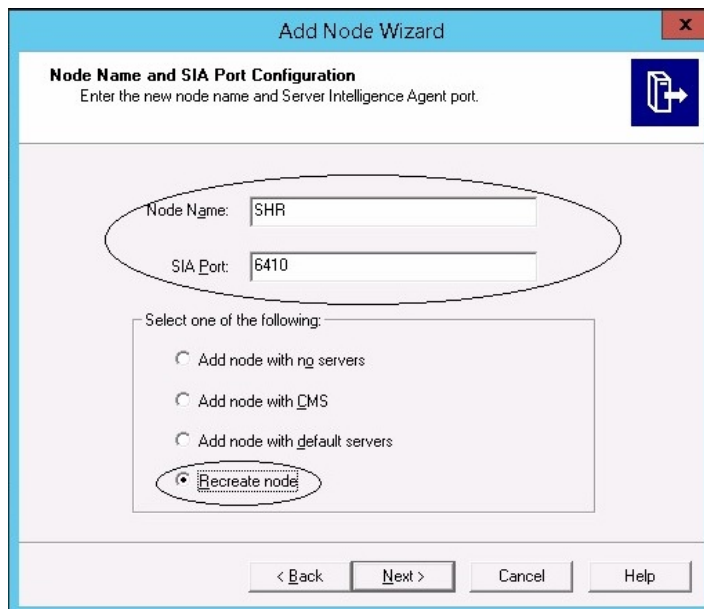 Add Node Wizard
x
Node Name and SIA Port Configuration
Enter the new node name and Server Intelligence Agent port.
Node Name: SHR
SIA Port: 6410
Select one of the following:
Add node with no servers
Add node with CMS
Add node with default servers
Recreate node
< Back Next > Cancel Help